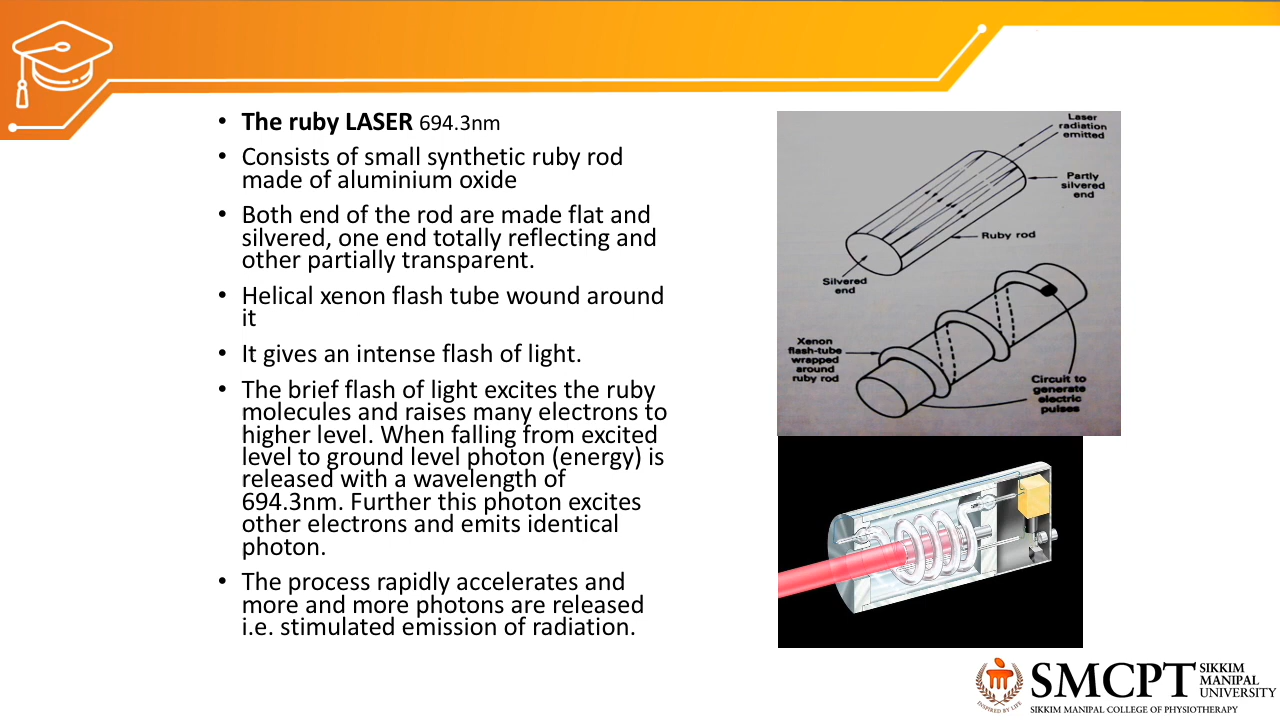 • The ruby LASER 694.3nm
• Consists of small synthetic ruby rod
made of aluminium oxide
• Both end of the rod are made flat and
silvered, one end totally reflecting and
other partially transparent.
• Helical xenon flash tube wound around
it
• It gives an intense flash of light.
• The brief flash of light excites the ruby
molecules and raises many electrons to
higher level. When falling from excited
level to ground level photon (energy) is
released with a wavelength of
694.3nm. Further this photon excites
other electrons and emits identical
photon.
• The process rapidly accelerates and
more and more photons are released
i.e. stimulated emission of radiation.
Laser
radiation
emitted
Partly
silvered
end
Ruby rod
Silvered
end
Xenon
flash-tube
wrapped
around
ruby rod
Circuit to
generate
electric
pulses
INSPIRED BY LIFE
SMCPT
SIKKIM
MANIPAL
UNIVERSITY
SIKKIM MANIPAL COLLEGE OF PHYSIOTHERAPY